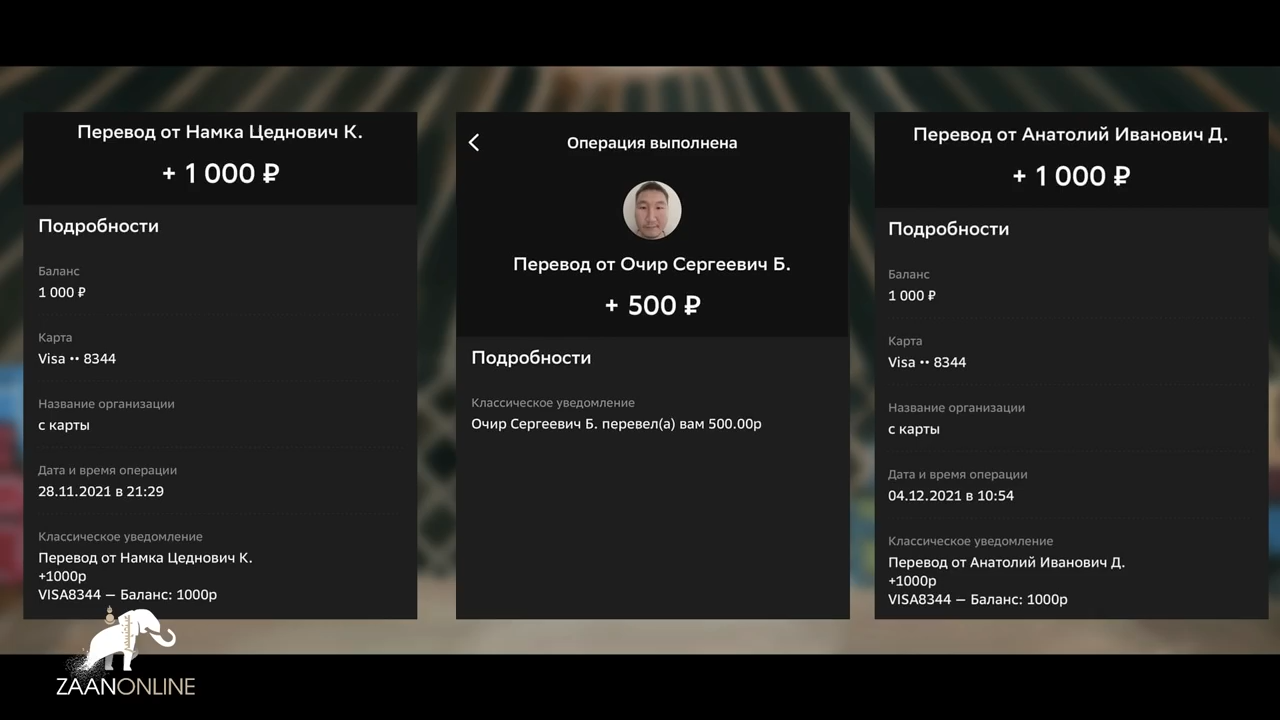 Перевод от Намка Цеднович К.
+ 1 000 ₽
Подробности
Баланс
1 000 ₽
Карта
Visa •• 8344
Название организации
с карты
Дата и время операции
28.11.2021 в 21:29
Классическое уведомление
Перевод от Намка Цеднович К.
+1000р
VISA8344 — Баланс: 1000р
Операция выполнена
Перевод от Очир Сергеевич Б.
+ 500 ₽
Подробности
Классическое уведомление
Очир Сергеевич Б. перевел(а) вам 500.00р
Перевод от Анатолий Иванович Д.
+ 1 000 ₽
Подробности
Баланс
1 000 ₽
Карта
Visa •• 8344
Название организации
с карты
Дата и время операции
04.12.2021 в 10:54
Классическое уведомление
Перевод от Анатолий Иванович Д.
+1000р
VISA8344 — Баланс: 1000р
ZAANONLINE